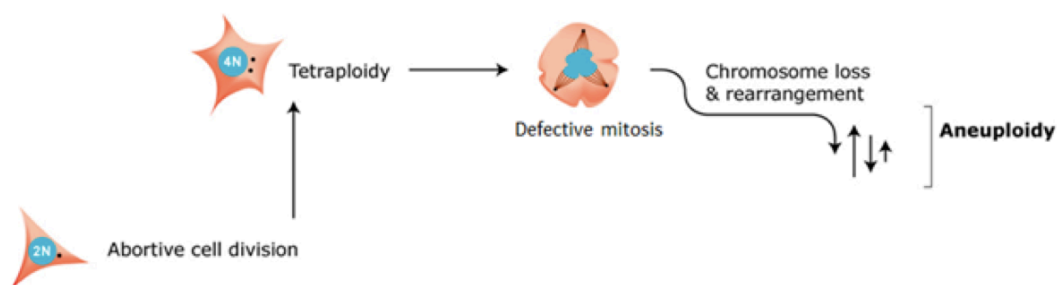 4N
Tetraploidy
Defective mitosis
Chromosome loss
& rearrangement
Aneuploidy
2N
Abortive cell division